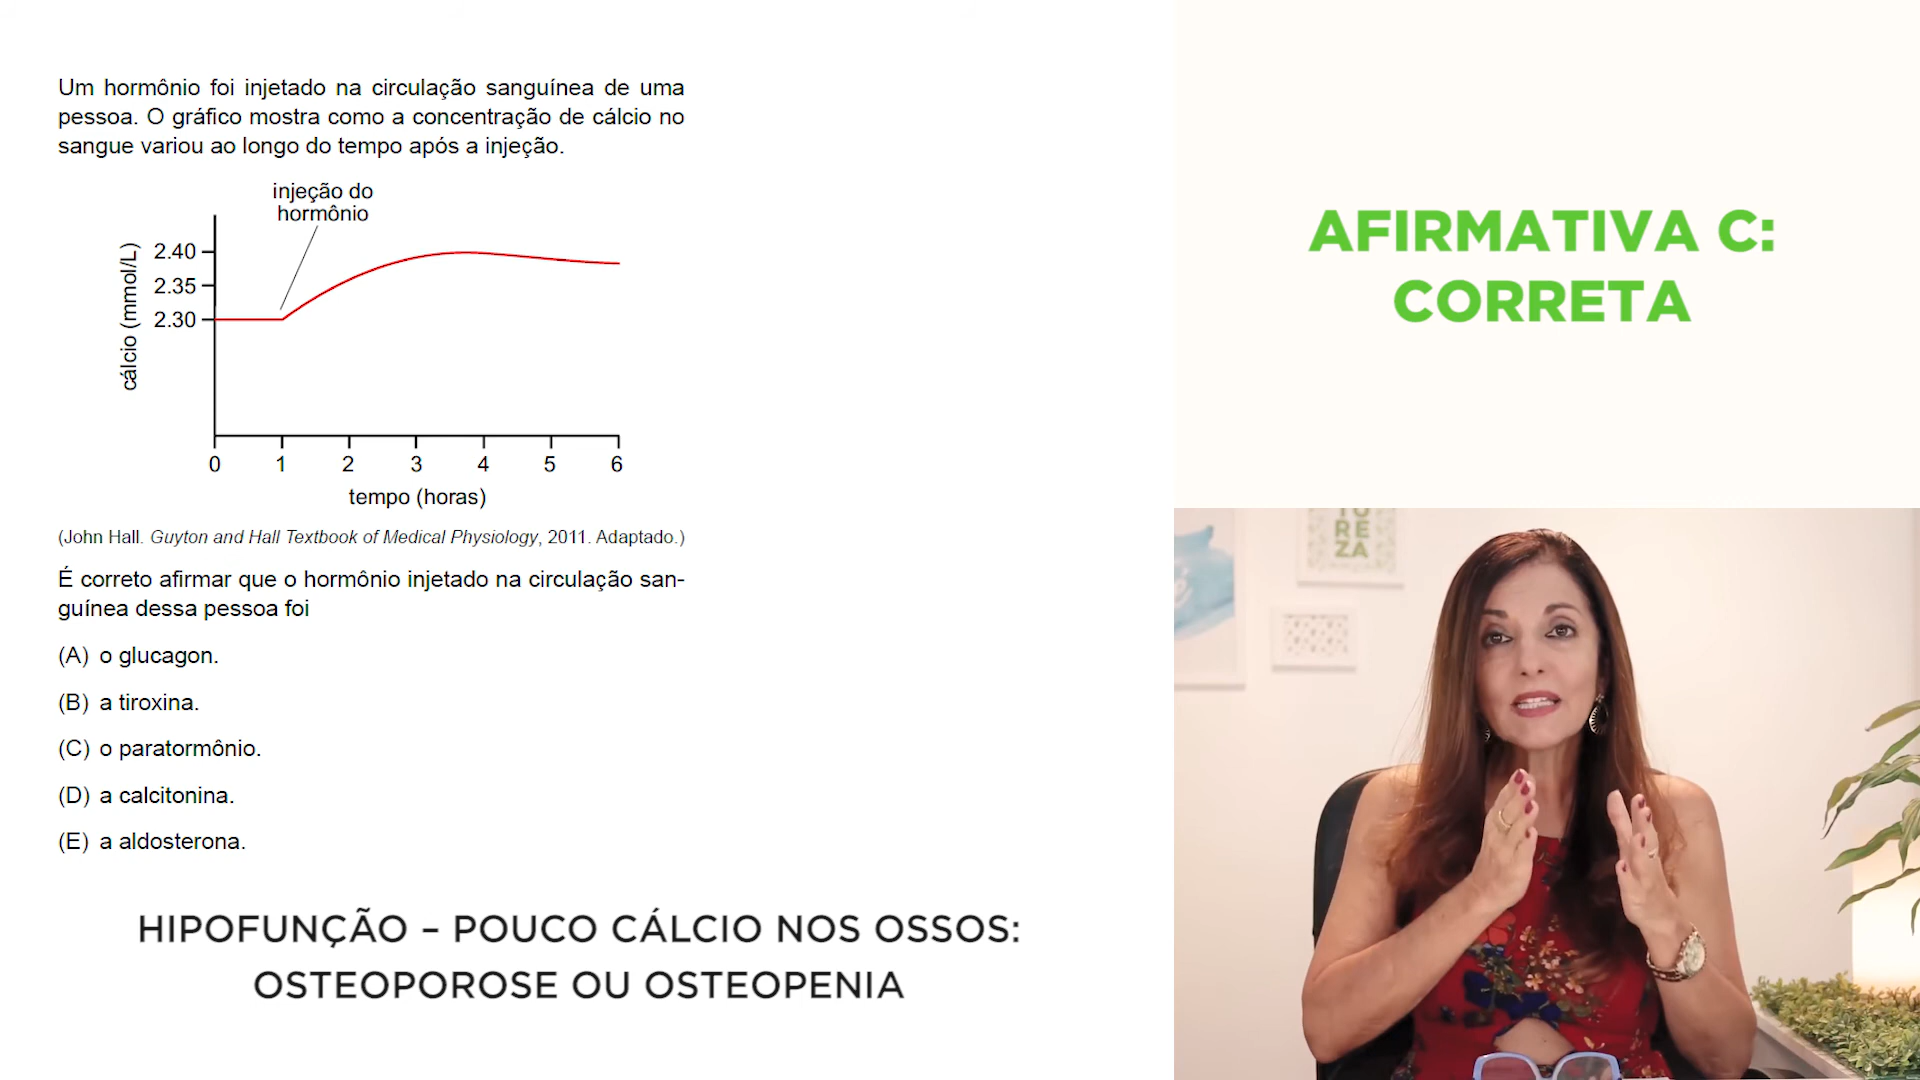 Um hormônio foi injetado na circulação sanguínea de uma
pessoa. O gráfico mostra como a concentração de cálcio no
sangue variou ao longo do tempo após a injeção.
injeção do
hormônio
cálcio (mmol/L)
2.40
2.35
2.30
0 1 2 3 4 5 6
tempo (horas)
(John Hall. Guyton and Hall Textbook of Medical Physiology, 2011. Adaptado.)
É correto afirmar que o hormônio injetado na circulação san-
guínea dessa pessoa foi
(A) o glucagon.
(B) a tiroxina.
(C) o paratormônio.
(D) a calcitonina.
(E) a aldosterona.
HIPOFUNÇÃO – POUCO CÁLCIO NOS OSSOS:
OSTEOPOROSE OU OSTEOPENIA
AFIRMATIVA C:
CORRETA
RE
ZA